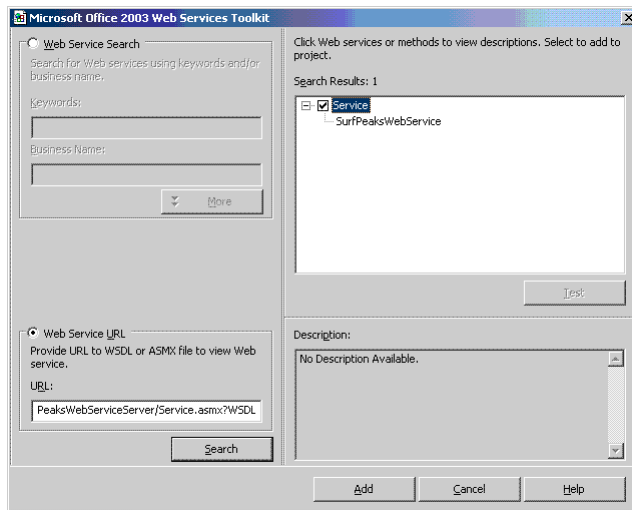 Microsoft Office 2003 Web Services Toolkit
Web Service Search
Search for Web services using keywords and/or
business name.
Keywords:
Business Name:
More
Web Service URL
Provide URL to WSDL or ASMX file to view Web
service.
URL:
PeaksWebServiceServer/Service.asmx?WSDL
Search
Click Web services or methods to view descriptions. Select to add to
project.
Search Results: 1
Service
SurfPeaksWebService
Test
Description:
No Description Available.
Add
Cancel
Help